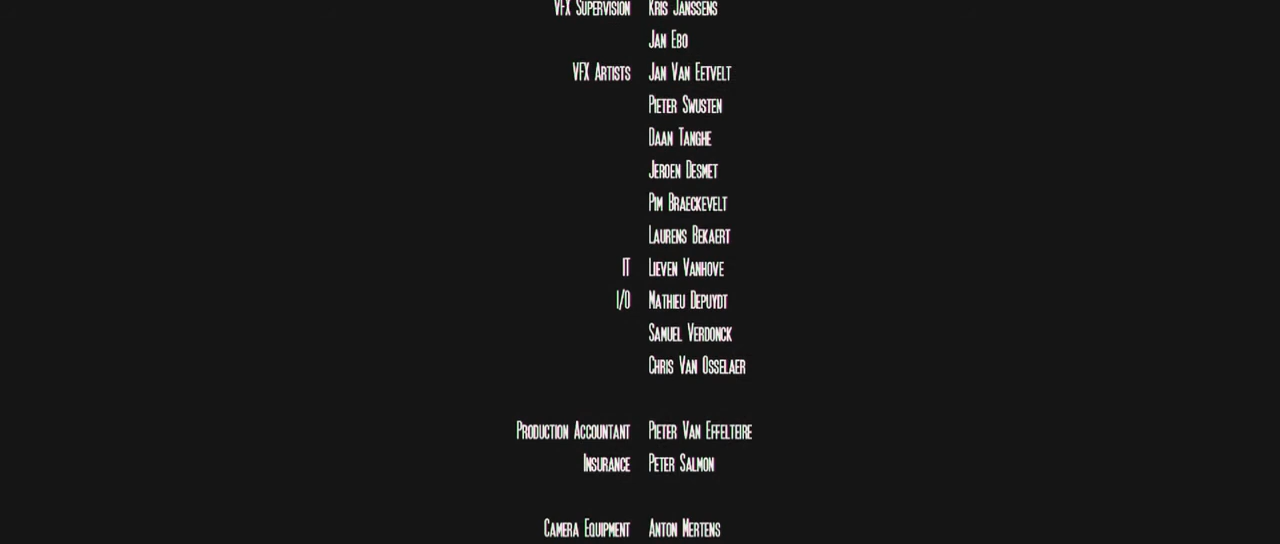 VFX Supervision Kris Janssens
Jan Ebo
VFX Artists Jan Van Eetvelt
Pieter Swusten
Daan Tanghe
Jeroen Desmet
Pim Braeckevelt
Laurens Bekaert
IT Lieven Vanhove
I/O Mathieu Depuydt
Samuel Verdonck
Chris Van Osselaer
Production Accountant Pieter Van Effelteire
Insurance Peter Salmon
Camera Equipment Anton Mertens